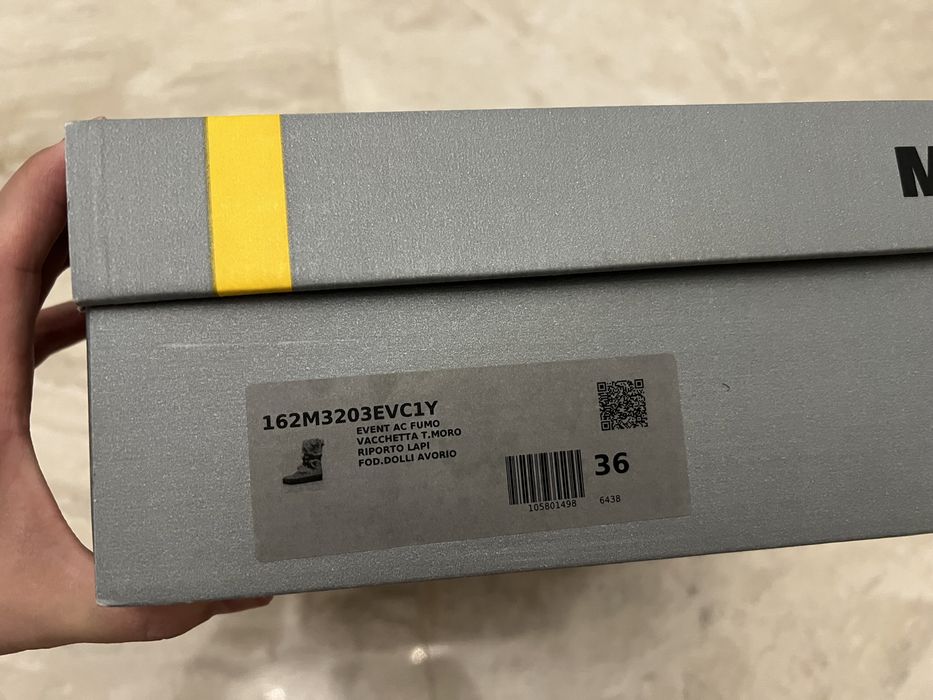 M
162M3203EVC1Y
EVENT AC FUMO
VACCHETTA T.MORO
RIPORTO LAPI
FOD.DOLLI AVORIO
36
105801498
6438